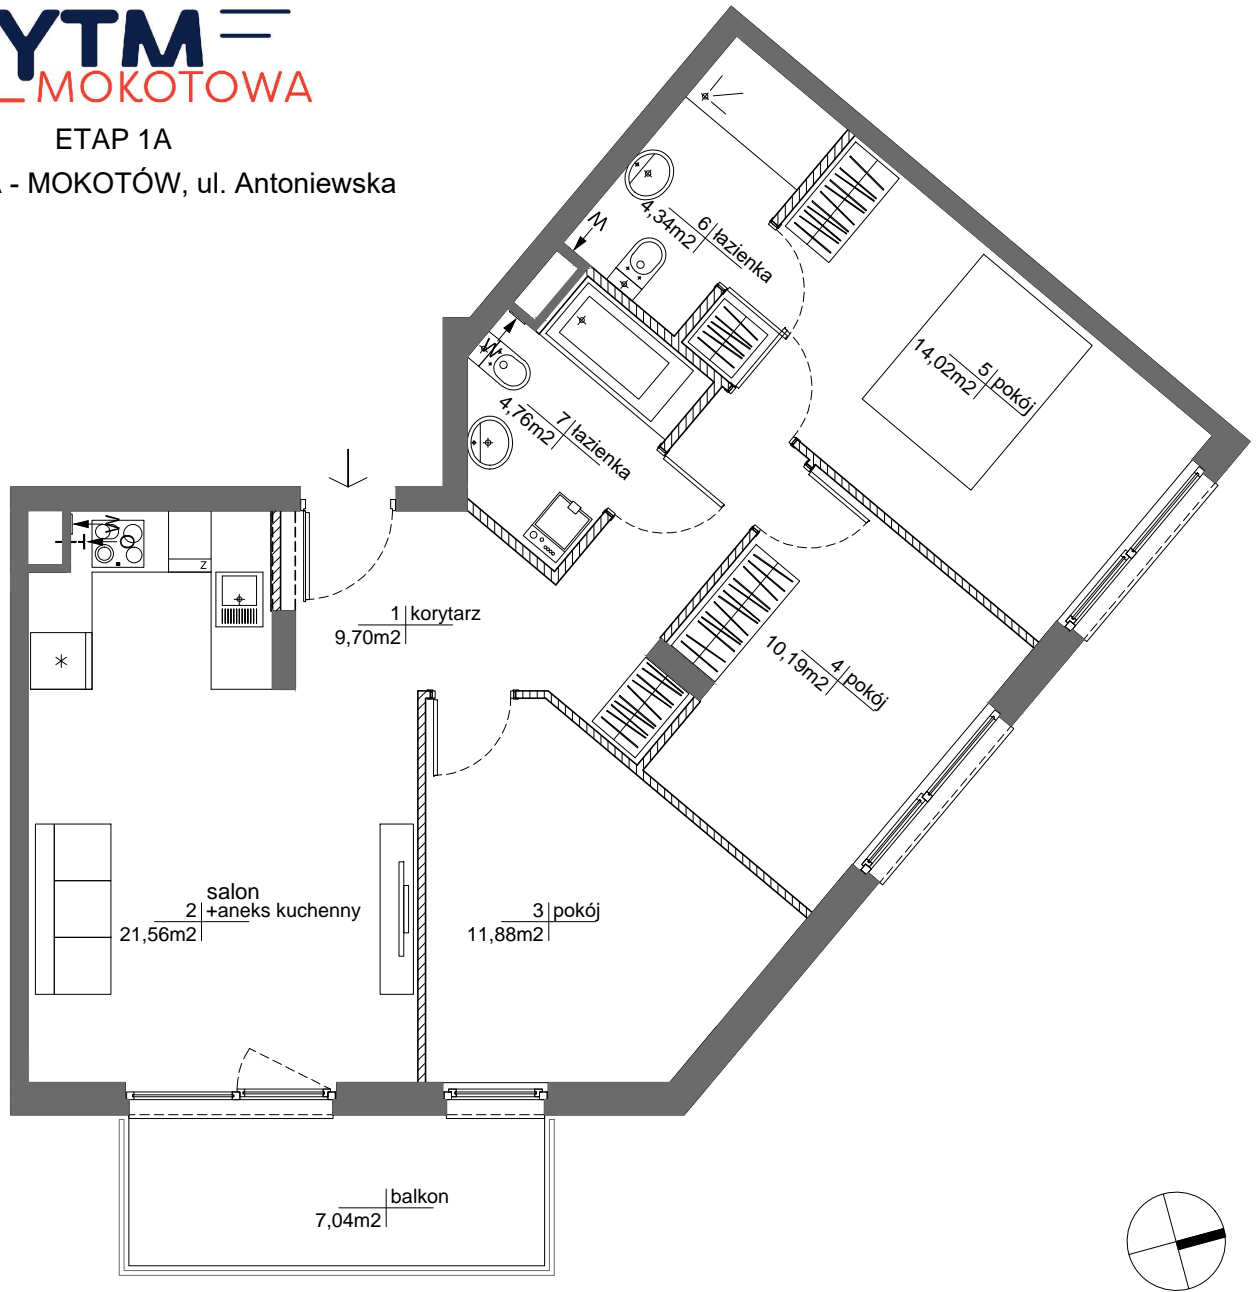 YTM
MOKOTOWA
ETAP 1A
- MOKOTÓW, ul. Antoniewska
6 łazienka
4,34m2
W
5 pokój
14,02m2
W
7 łazienka
4,76m2
W
Z
1 korytarz
9,70m2
4 pokój
10,19m2
salon
2 +aneks kuchenny
21,56m2
3 pokój
11,88m2
balkon
7,04m2